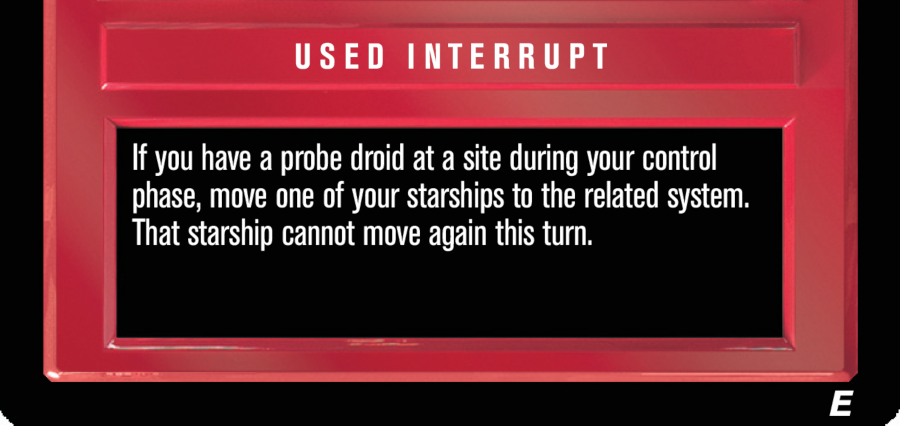 USED INTERRUPT
If you have a probe droid at a site during your control
phase, move one of your starships to the related system.
That starship cannot move again this turn.
E